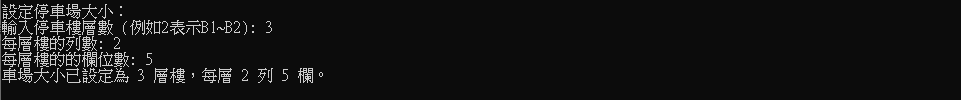 設定停車場大小：
輸入停車樓層數 (例如2表示B1~B2): 3
每層樓的列數: 2
每層樓的的欄位數: 5
車場大小已設定為 3 層樓，每層 2 列 5 欄。